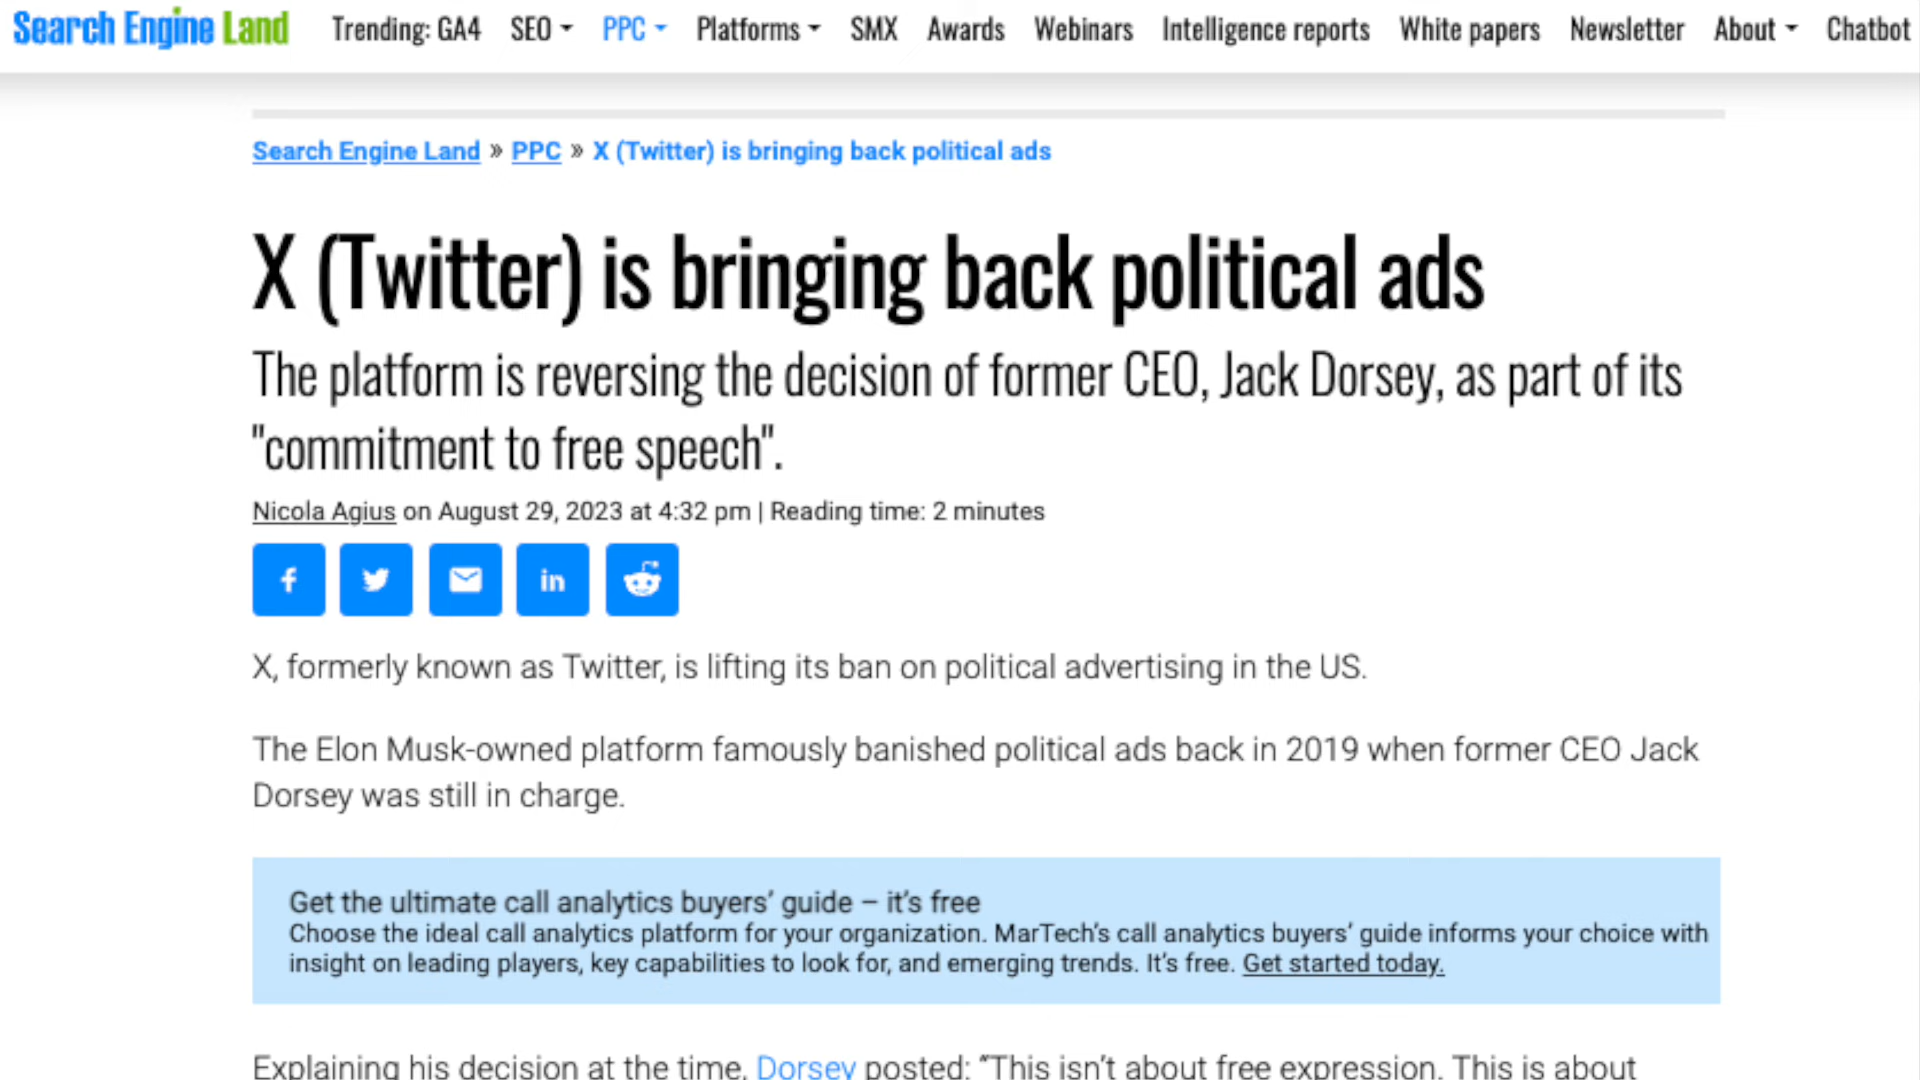 Search Engine Land Trending: GA4 SEO PPC Platforms SMX Awards Webinars Intelligence reports White papers Newsletter About Chatbot
Search Engine Land » PPC » X (Twitter) is bringing back political ads
X (Twitter) is bringing back political ads
The platform is reversing the decision of former CEO, Jack Dorsey, as part of its
"commitment to free speech".
Nicola Agius on August 29, 2023 at 4:32 pm | Reading time: 2 minutes
X, formerly known as Twitter, is lifting its ban on political advertising in the US.
The Elon Musk-owned platform famously banished political ads back in 2019 when former CEO Jack
Dorsey was still in charge.
Get the ultimate call analytics buyers’ guide – it’s free
Choose the ideal call analytics platform for your organization. MarTech’s call analytics buyers’ guide informs your choice with
insight on leading players, key capabilities to look for, and emerging trends. It’s free. Get started today.
Explaining his decision at the time, Dorsey posted: “This isn’t about free expression. This is about